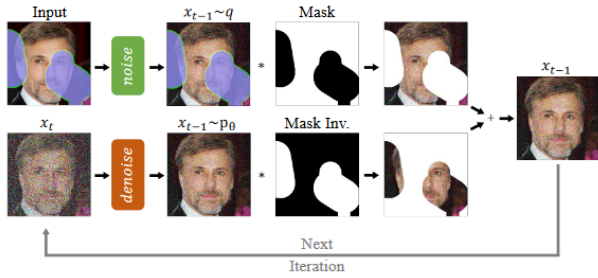 Input
x_{t-1}~q
Mask
noise
*
x_t
x_{t-1}~p_θ
Mask Inv.
denoise
*
+
x_{t-1}
Next
Iteration